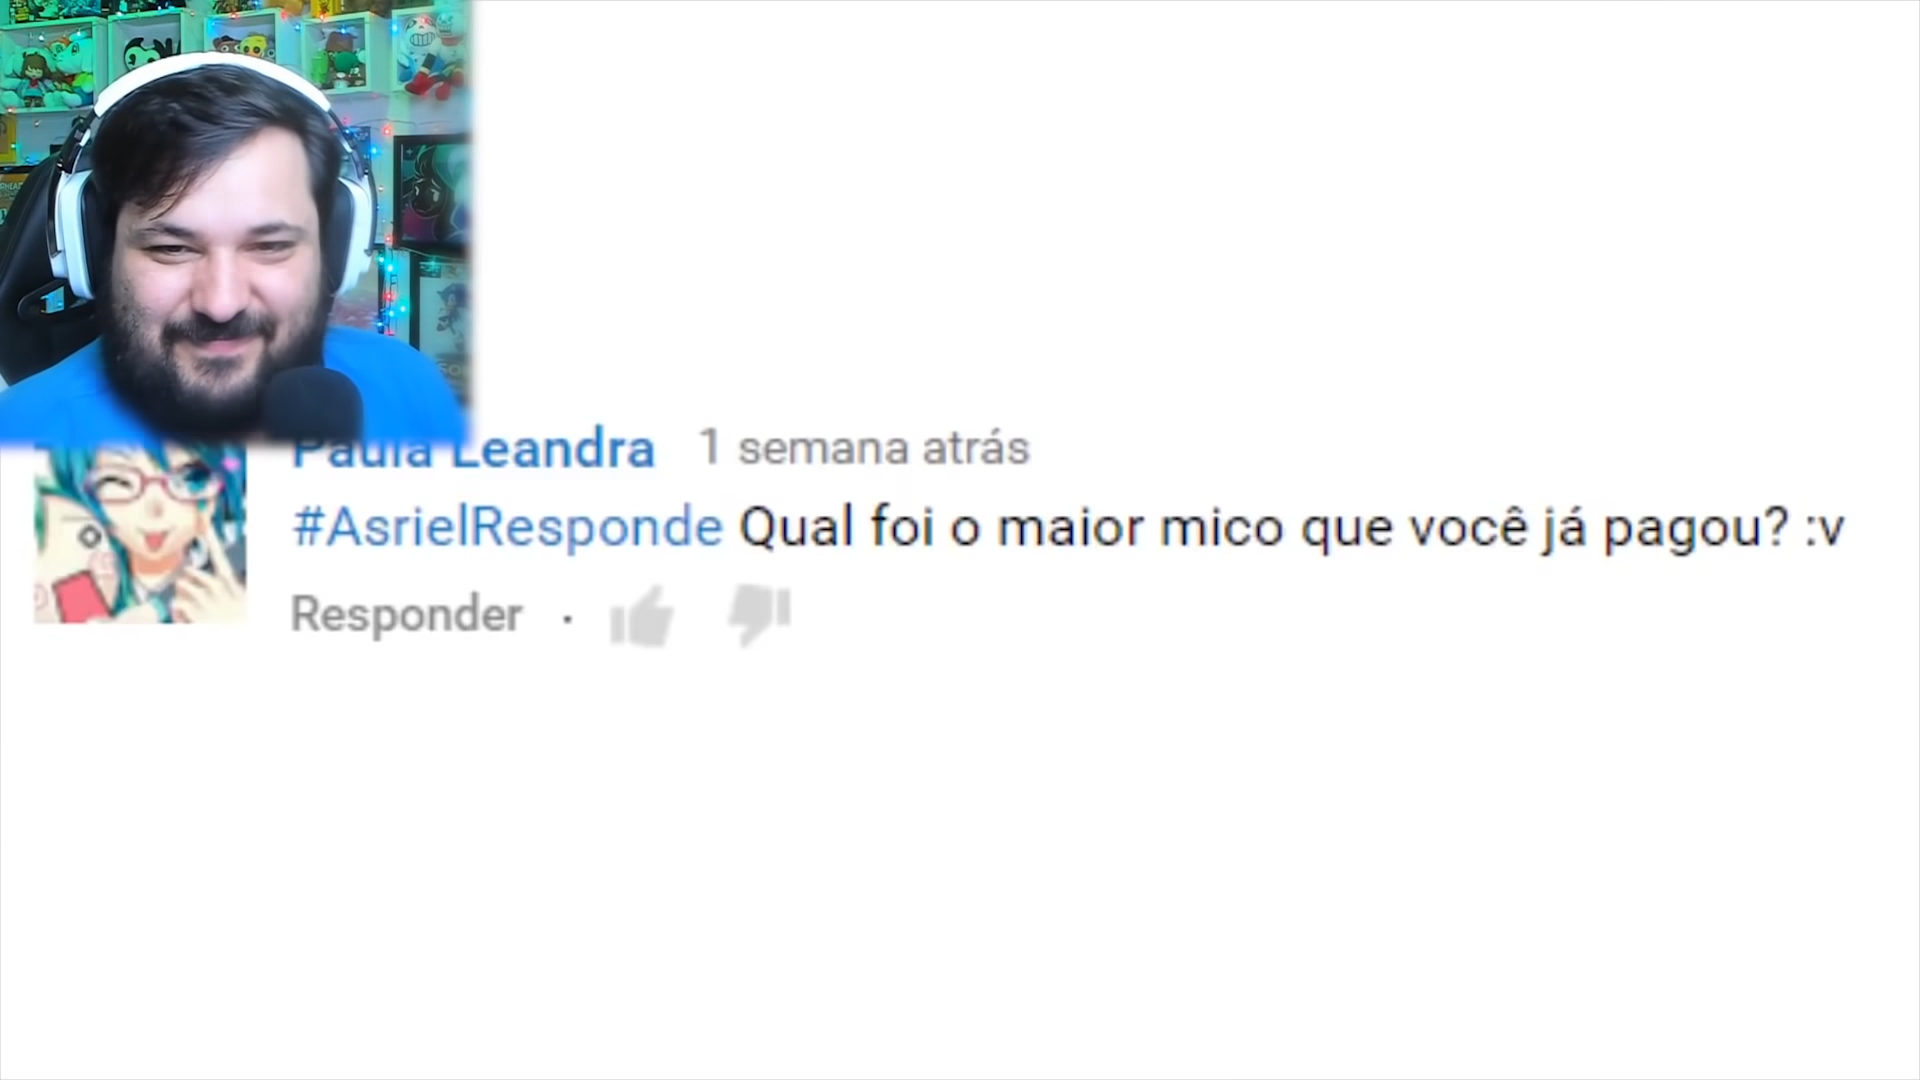 Paula Leandra 1 semana atrás
#AsrielResponde Qual foi o maior mico que você já pagou? :v
Responder ·